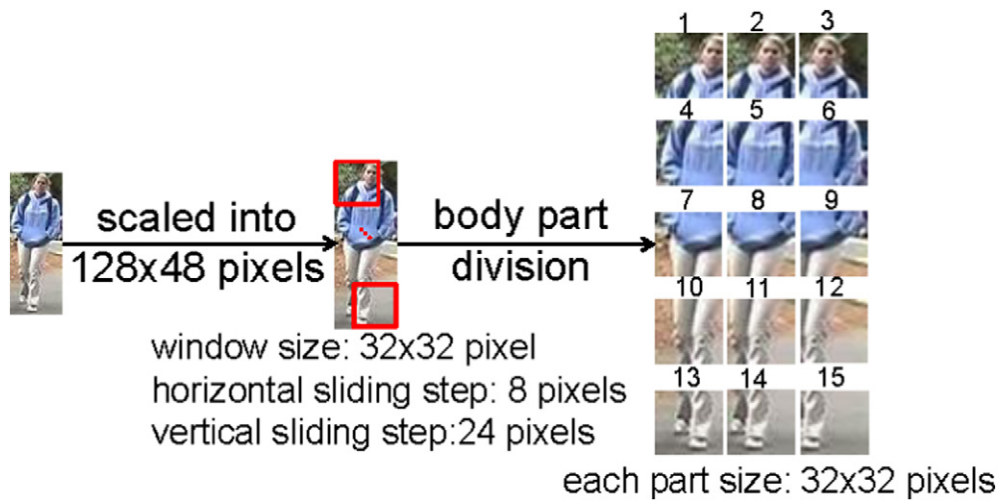 1 2 3
4 5 6
7 8 9
10 11 12
13 14 15
scaled into
128x48 pixels
body part
division
window size: 32x32 pixel
horizontal sliding step: 8 pixels
vertical sliding step:24 pixels
each part size: 32x32 pixels